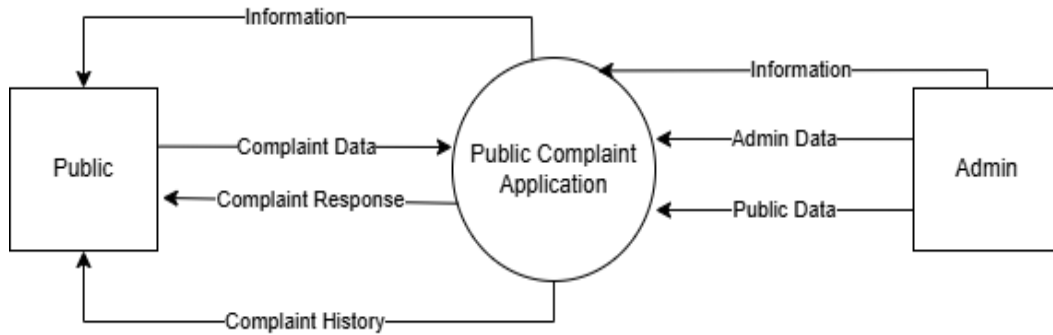 Information
Information
Complaint Data
Admin Data
Public
Public Complaint
Application
Admin
Complaint Response
Public Data
Complaint History